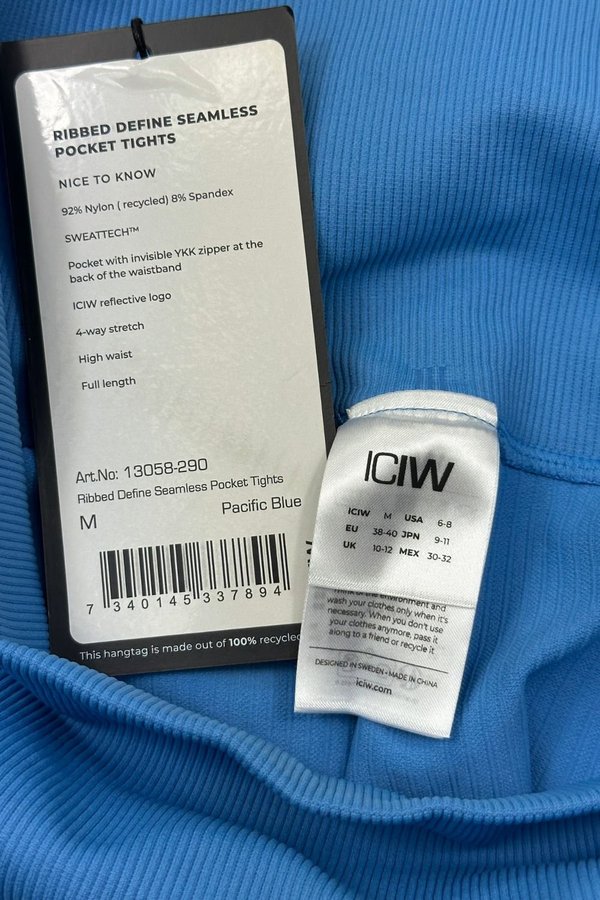 RIBBED DEFINE SEAMLESS
POCKET TIGHTS
NICE TO KNOW
92% Nylon ( recycled) 8% Spandex
SWEATTECH™
Pocket with invisible YKK zipper at the
back of the waistband
ICIW reflective logo
4-way stretch
High waist
Full length
Art.No: 13058-290
Ribbed Define Seamless Pocket Tights
M Pacific Blue
7 340145 337894
This hangtag is made out of 100% recycled
ICIW
ICIW M USA 6-8
EU 38-40 JPN 9-11
UK 10-12 MEX 30-32
Think of the environment and
wash your clothes only when it's
necessary. When you don't use
your clothes anymore, pass it
along to a friend or recycle it
DESIGNED IN SWEDEN - MADE IN CHINA
iciw.com